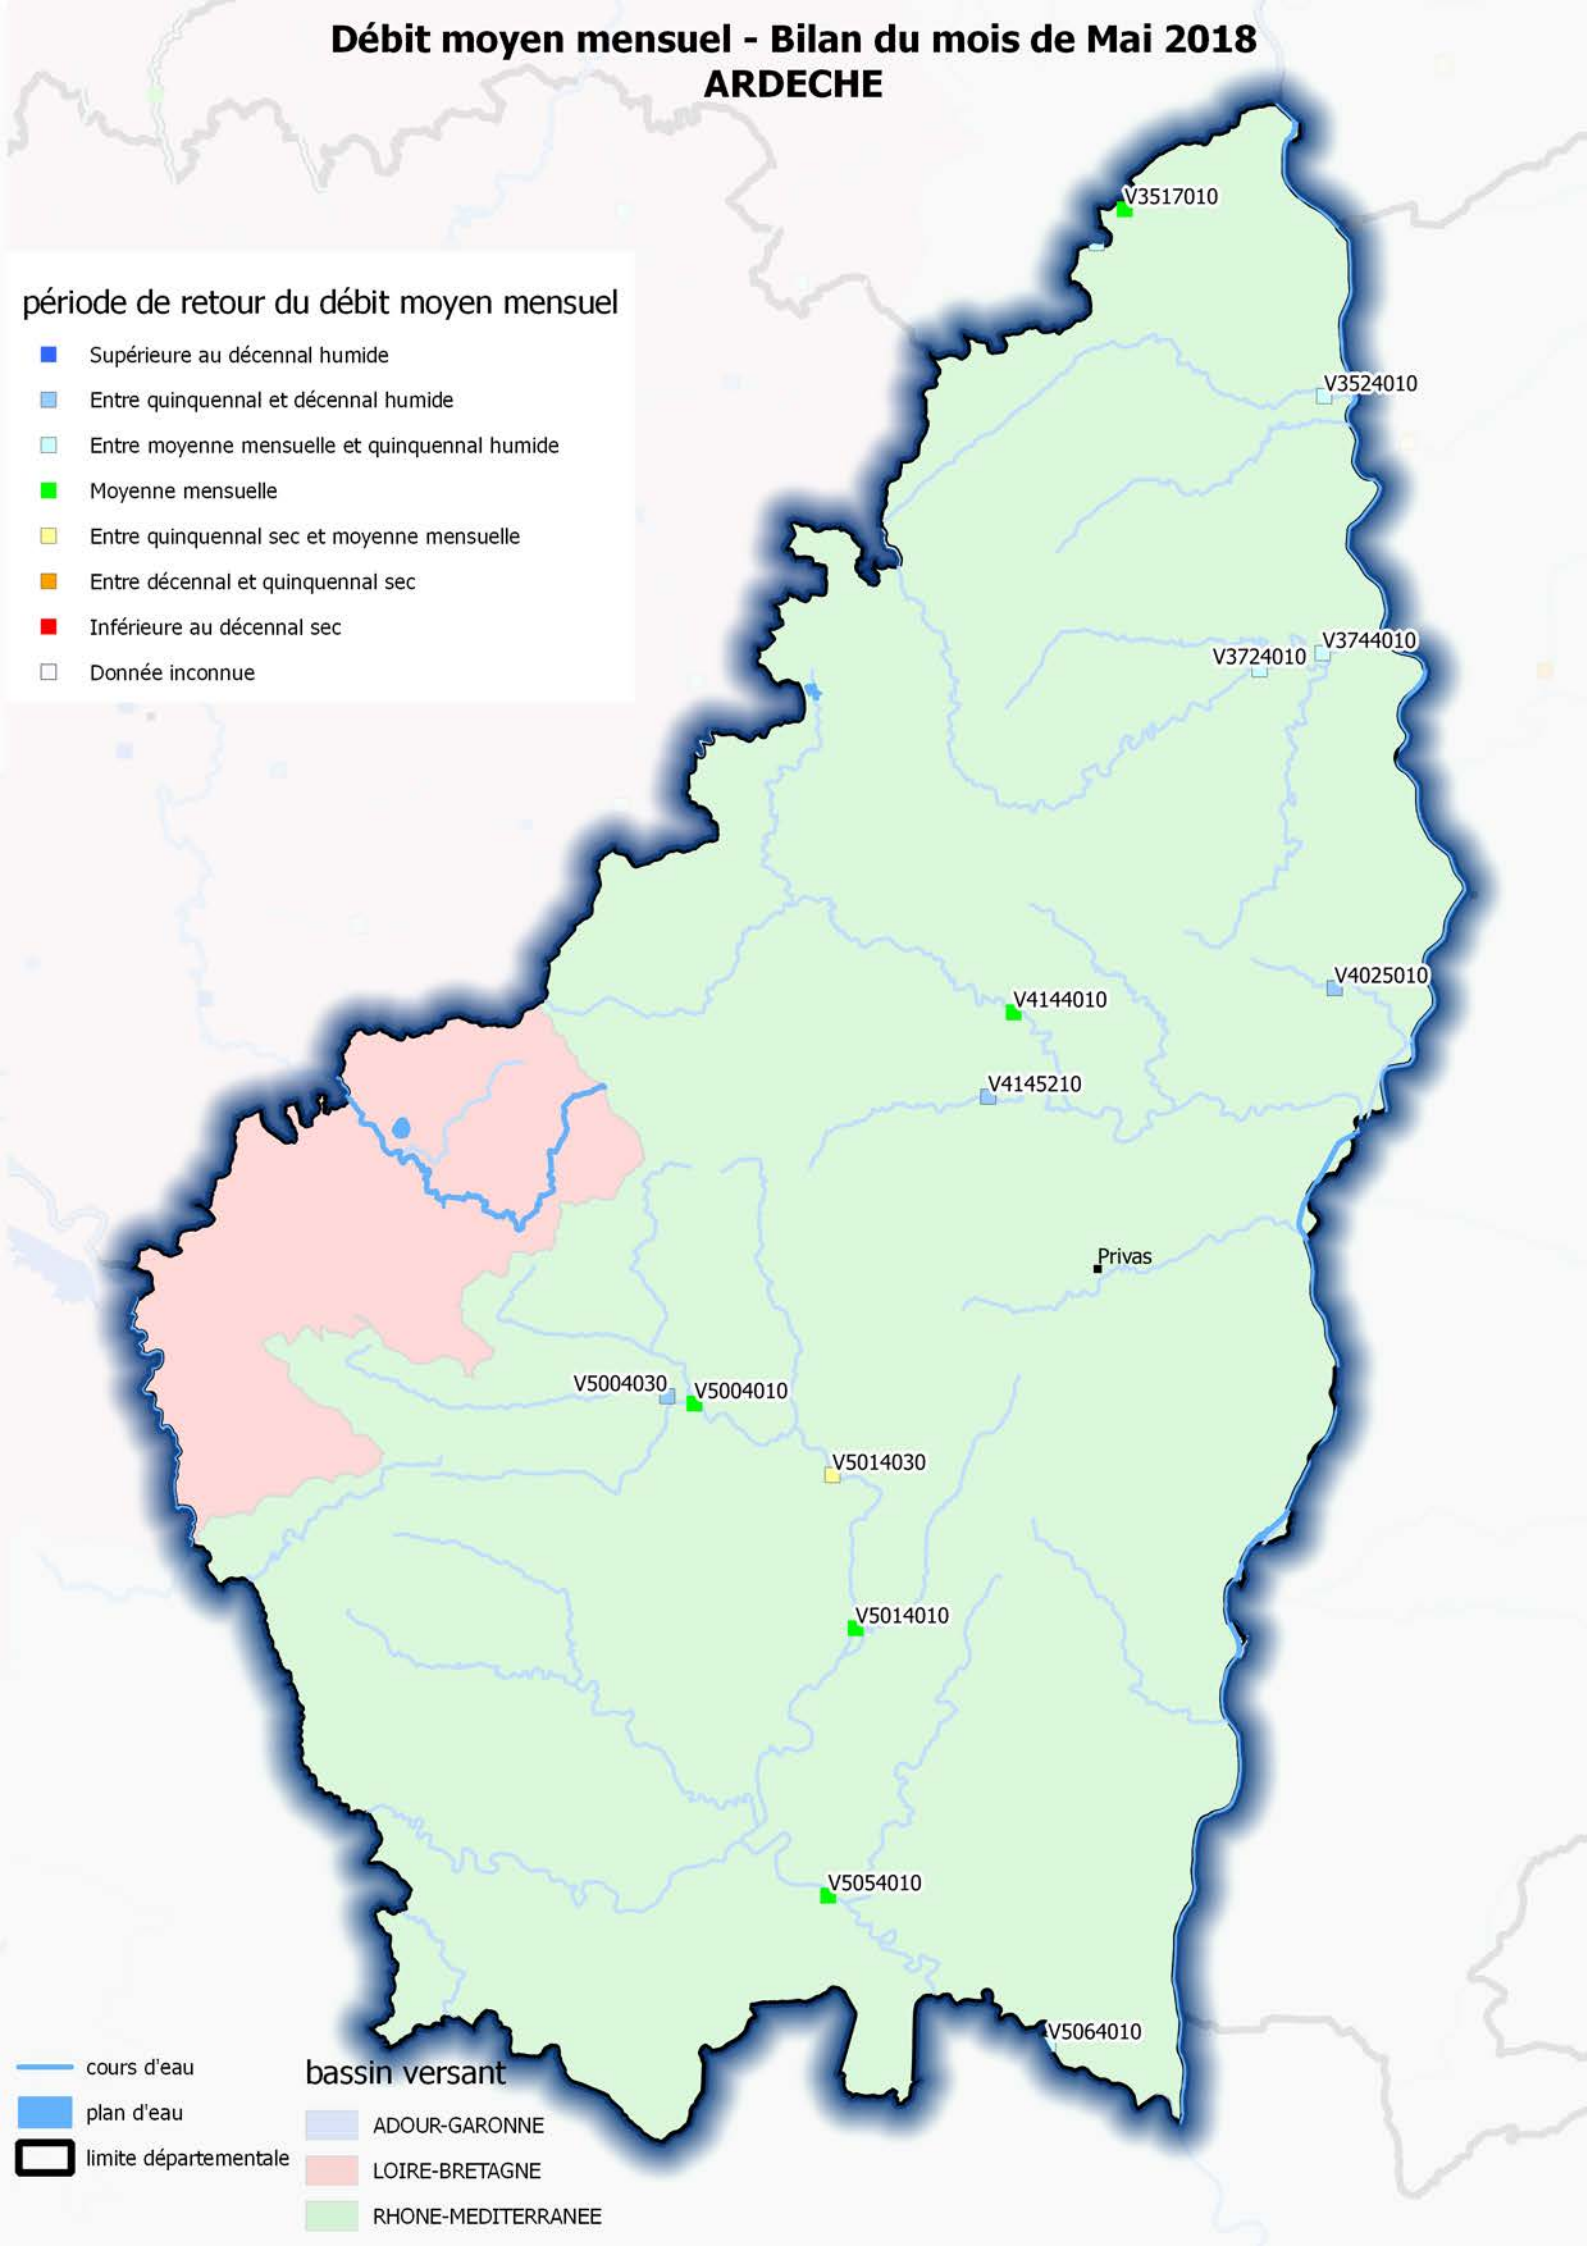 Débit moyen mensuel - Bilan du mois de Mai 2018
ARDECHE
V3517010
période de retour du débit moyen mensuel
Supérieure au décennal humide
Entre quinquennal et décennal humide
V3524010
Entre moyenne mensuelle et quinquennal humide
Moyenne mensuelle
Entre quinquennal sec et moyenne mensuelle
Entre décennal et quinquennal sec
Inférieure au décennal sec
V3744010
V3724010
Donnée inconnue
V4025010
V4144010
V4145210
Privas
V5004030
V5004010
V5014030
V5014010
V5054010
V5064010
cours d'eau
plan d'eau
limite départementale
bassin versant
ADOUR-GARONNE
LOIRE-BRETAGNE
RHONE-MEDITERRANEE